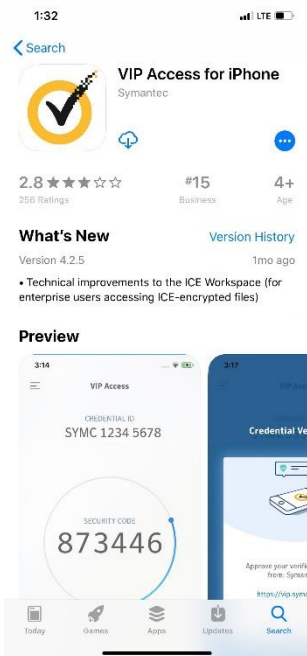 1:32
LTE
Search
VIP Access for iPhone
Symantec
2.8 ★★★☆☆
#15
4+
256 Ratings
Business
Age
What's New
Version History
Version 4.2.5
1mo ago
• Technical improvements to the ICE Workspace (for
enterprise users accessing ICE-encrypted files)
Preview
3:14
VIP Access
CREDENTIAL ID
SYMC 1234 5678
SECURITY CODE
873446
3:17
VIP Acc
Credential Ve
Approve your verifi
from: Syman
https://vip.syma
Today
Games
Apps
Updates
Search